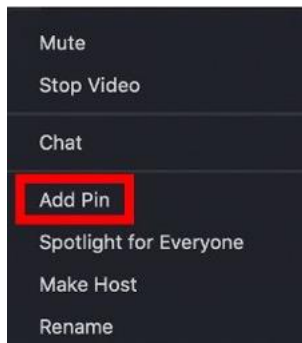 Mute
Stop Video
Chat
Add Pin
Spotlight for Everyone
Make Host
Rename